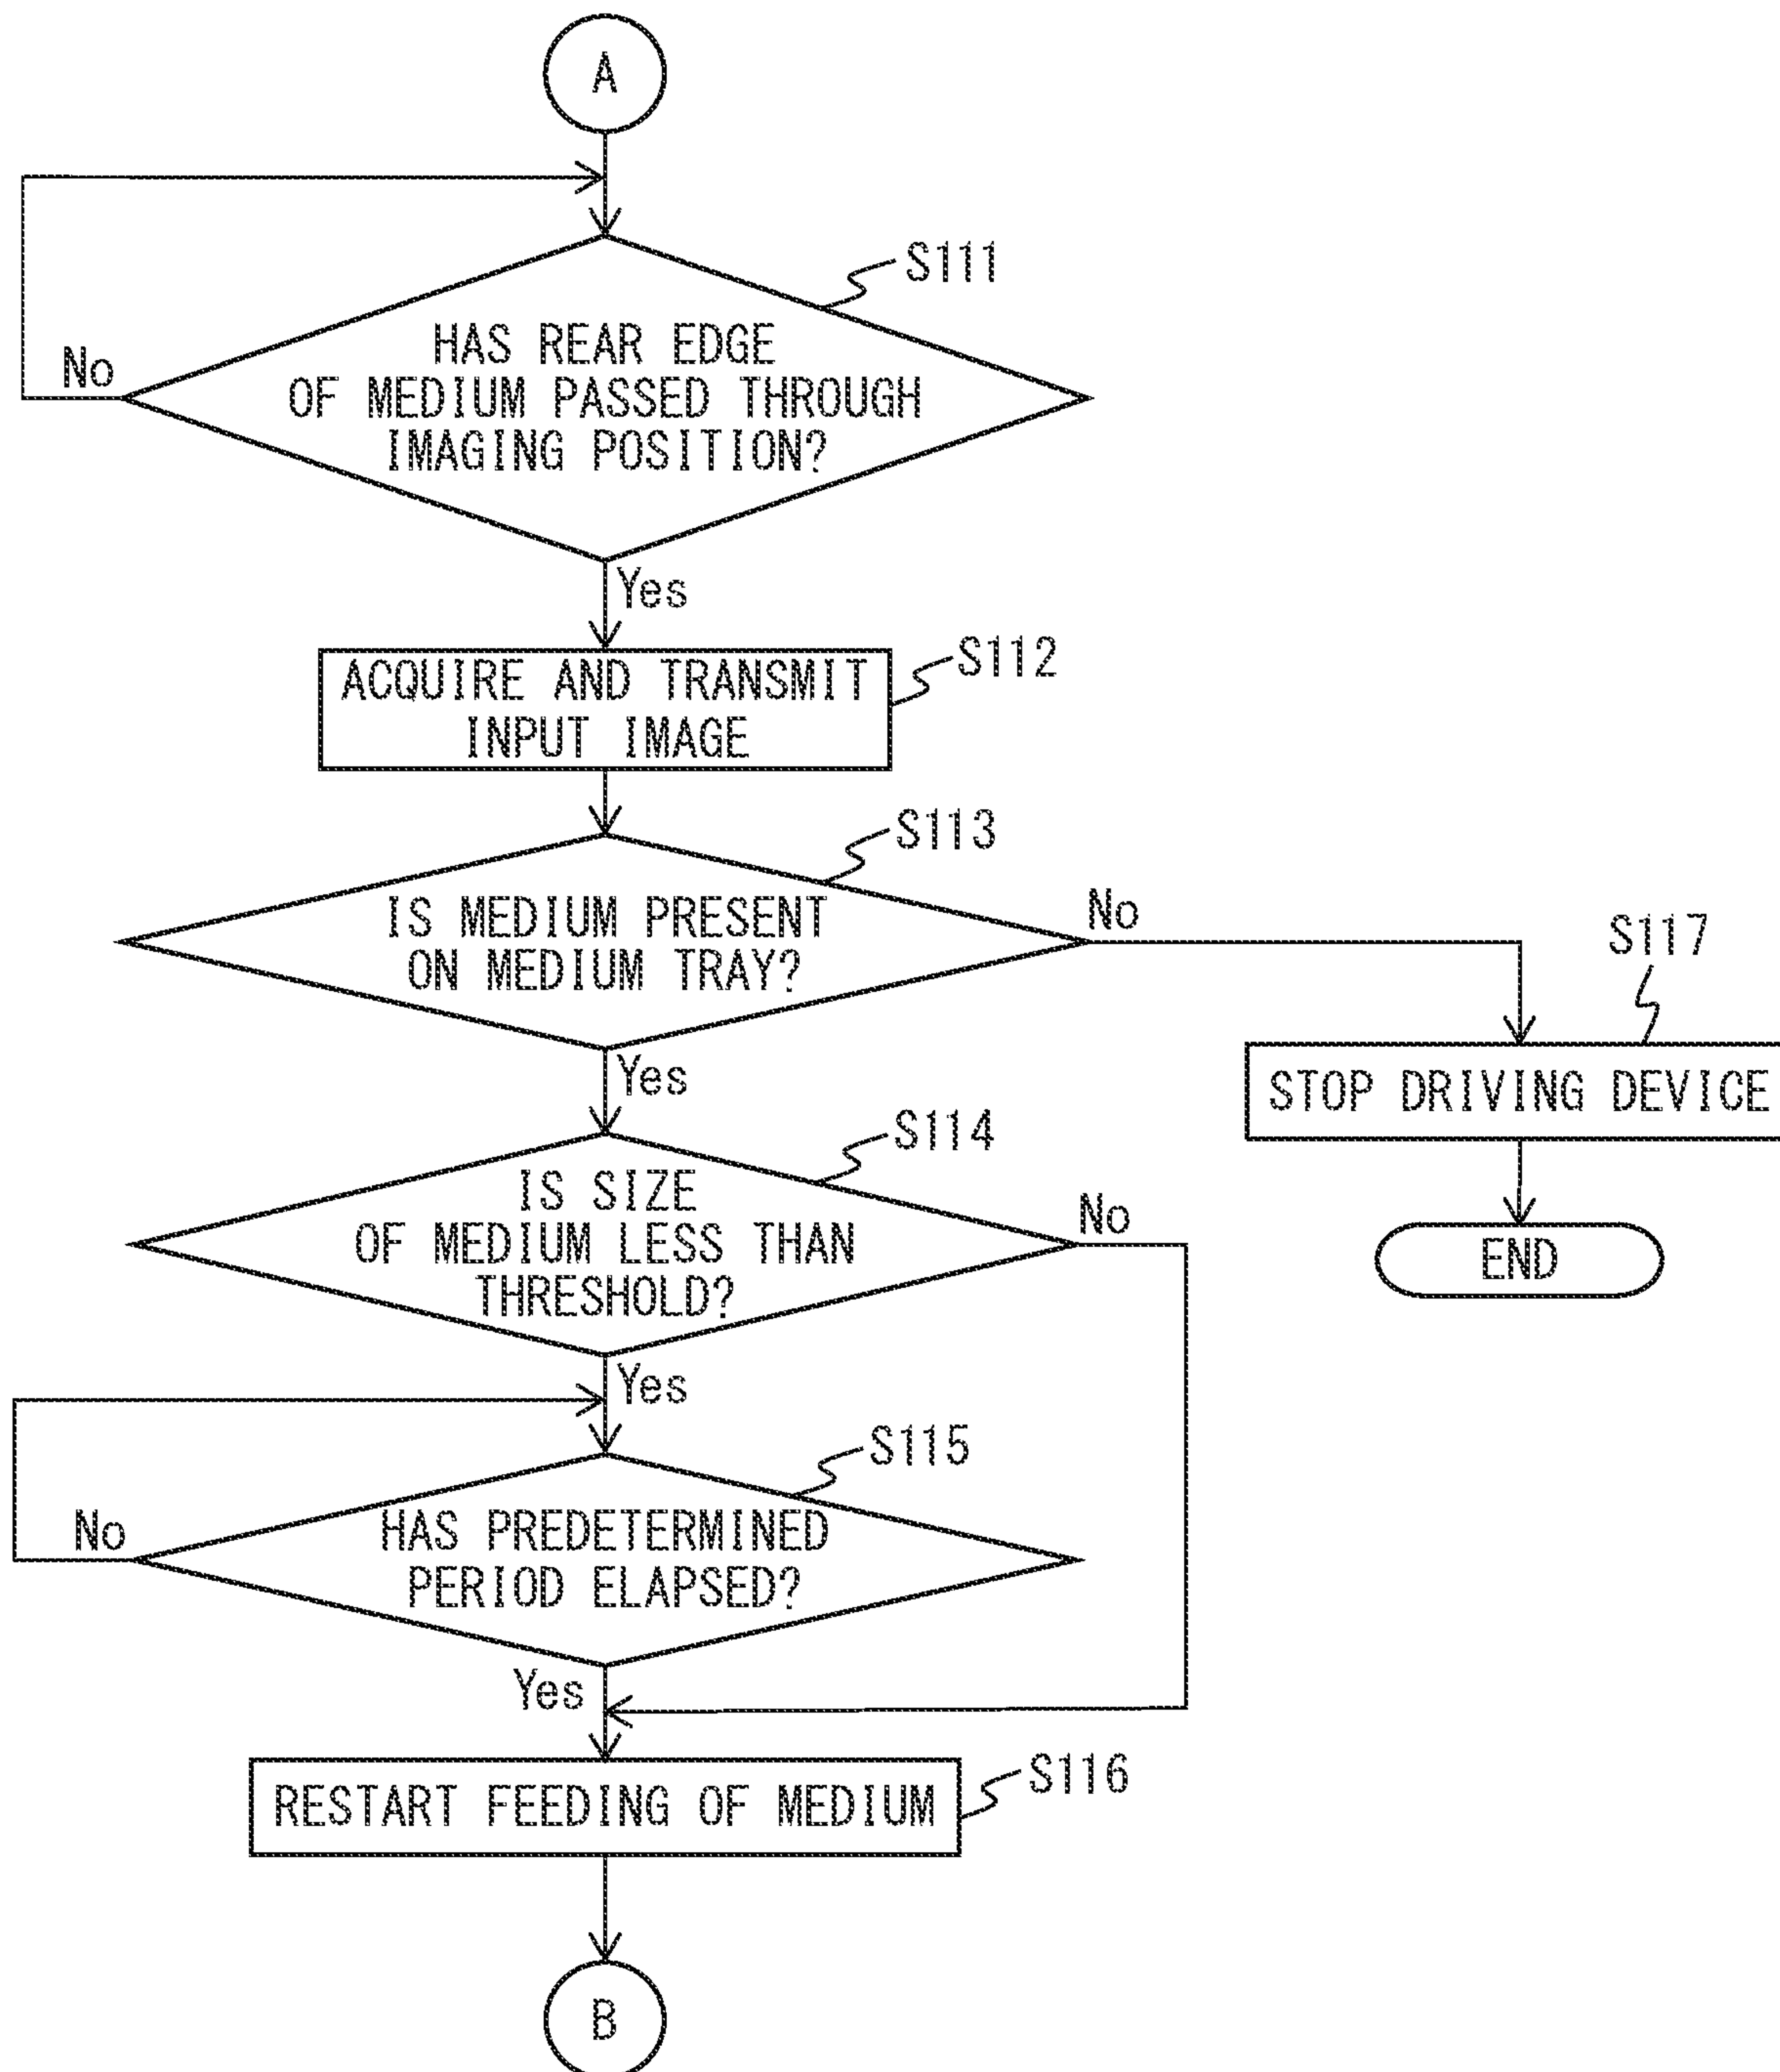 A
S111
HAS REAR EDGE
OF MEDIUM PASSED THROUGH
IMAGING POSITION?
No
Yes
S112
ACQUIRE AND TRANSMIT
INPUT IMAGE
S113
IS MEDIUM PRESENT
ON MEDIUM TRAY?
No
Yes
S117
STOP DRIVING DEVICE
END
S114
IS SIZE
OF MEDIUM LESS THAN
THRESHOLD?
No
Yes
S115
HAS PREDETERMINED
PERIOD ELAPSED?
No
Yes
S116
RESTART FEEDING OF MEDIUM
B